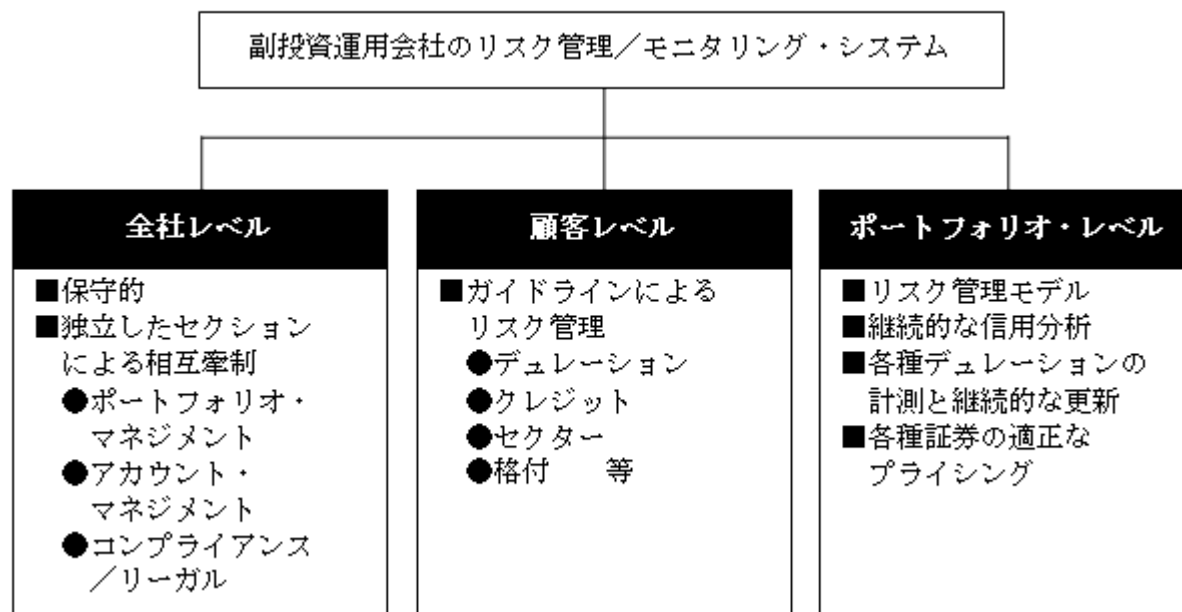 副投資運用会社のリスク管理／モニタリング・システム
全社レベル
■保守的
■独立したセクション
による相互牽制
●ポートフォリオ・
マネジメント
●アカウント・
マネジメント
●コンプライアンス
／リーガル
顧客レベル
■ガイドラインによる
リスク管理
●デュレーション
●クレジット
●セクター
●格付　等
ポートフォリオ・レベル
■リスク管理モデル
■継続的な信用分析
■各種デュレーションの
計測と継続的な更新
■各種証券の適正な
プライシング